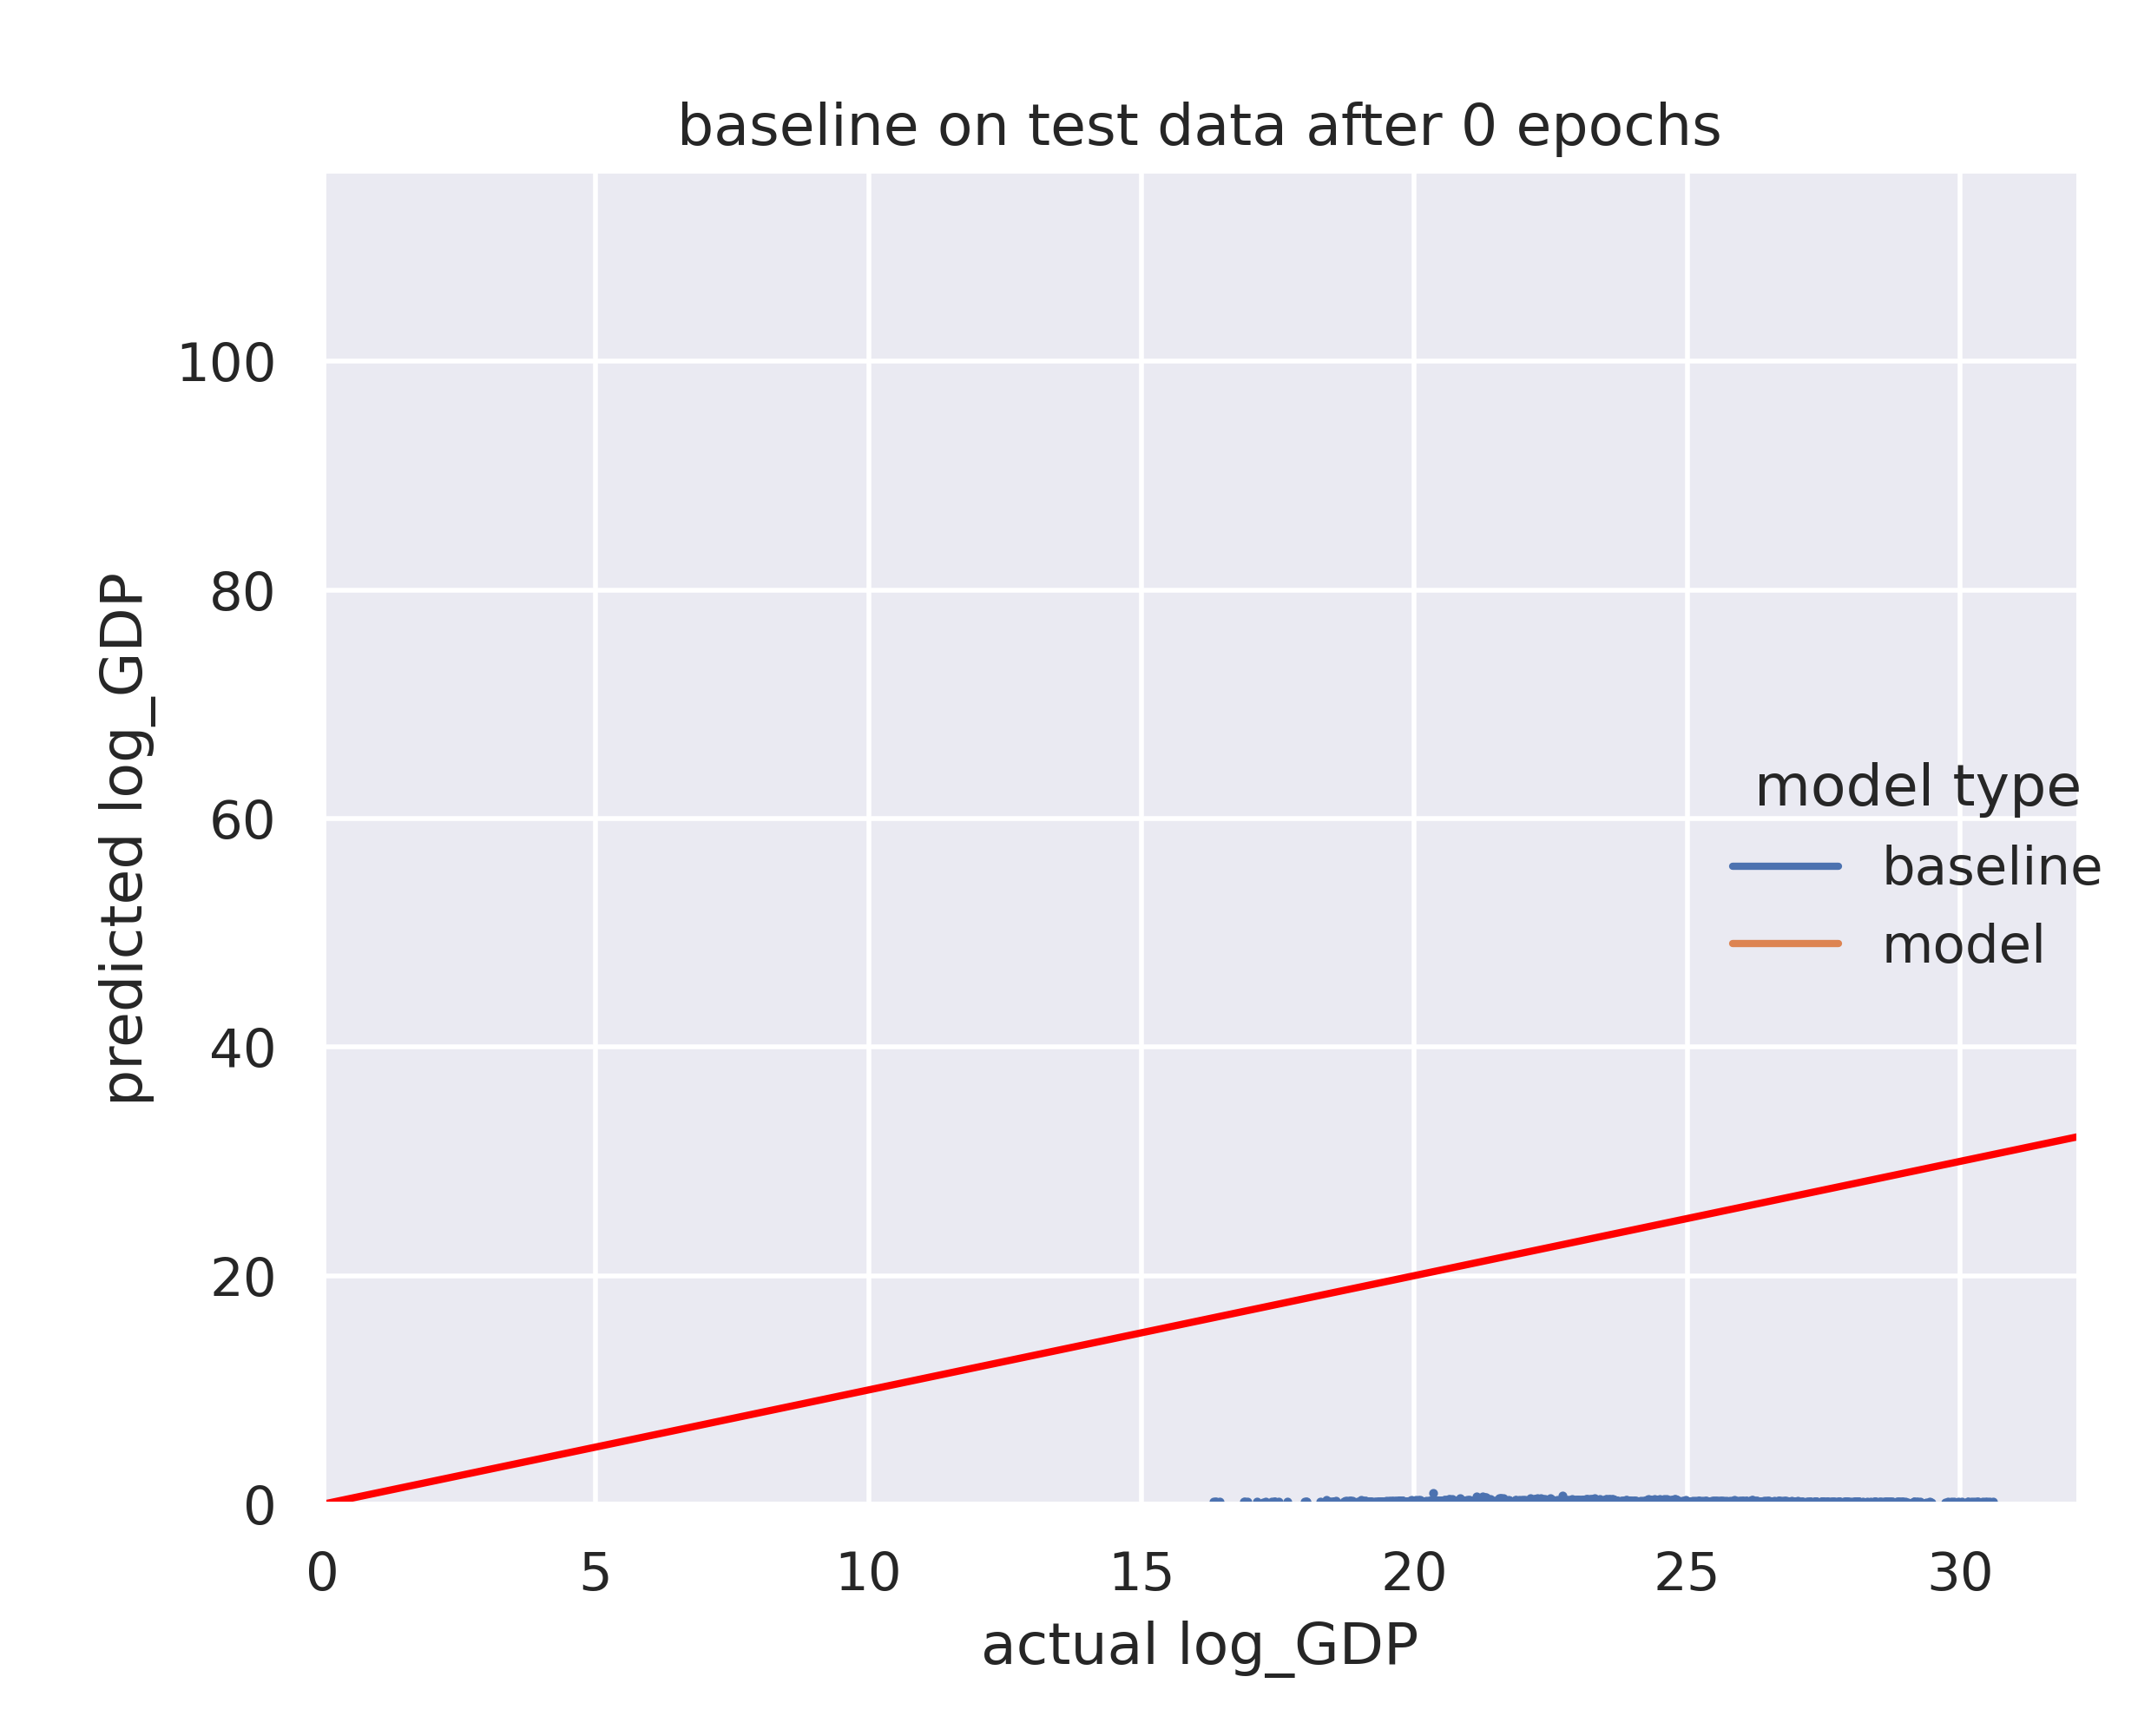 baseline on test data after 0 epochs
predicted log_GDP
100
80
60
40
20
0
model type
baseline
model
0 5 10 15 20 25 30
actual log_GDP